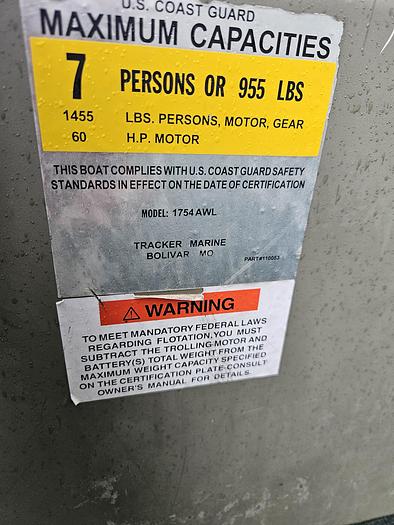 U.S. COAST GUARD
MAXIMUM CAPACITIES
7 PERSONS OR 955 LBS
1455 LBS. PERSONS, MOTOR, GEAR
60 H.P. MOTOR
THIS BOAT COMPLIES WITH U.S. COAST GUARD SAFETY
STANDARDS IN EFFECT ON THE DATE OF CERTIFICATION
MODEL: 1754 AWL
TRACKER MARINE
BOLIVAR MO
PART#110053
WARNING
TO MEET MANDATORY FEDERAL LAWS
REGARDING FLOTATION, YOU MUST
SUBTRACT THE TROLLING MOTOR AND
BATTERY(S) TOTAL WEIGHT FROM THE
MAXIMUM WEIGHT CAPACITY SPECIFIED
ON THE CERTIFICATION PLATE-CONSULT
OWNER'S MANUAL FOR DETAILS.